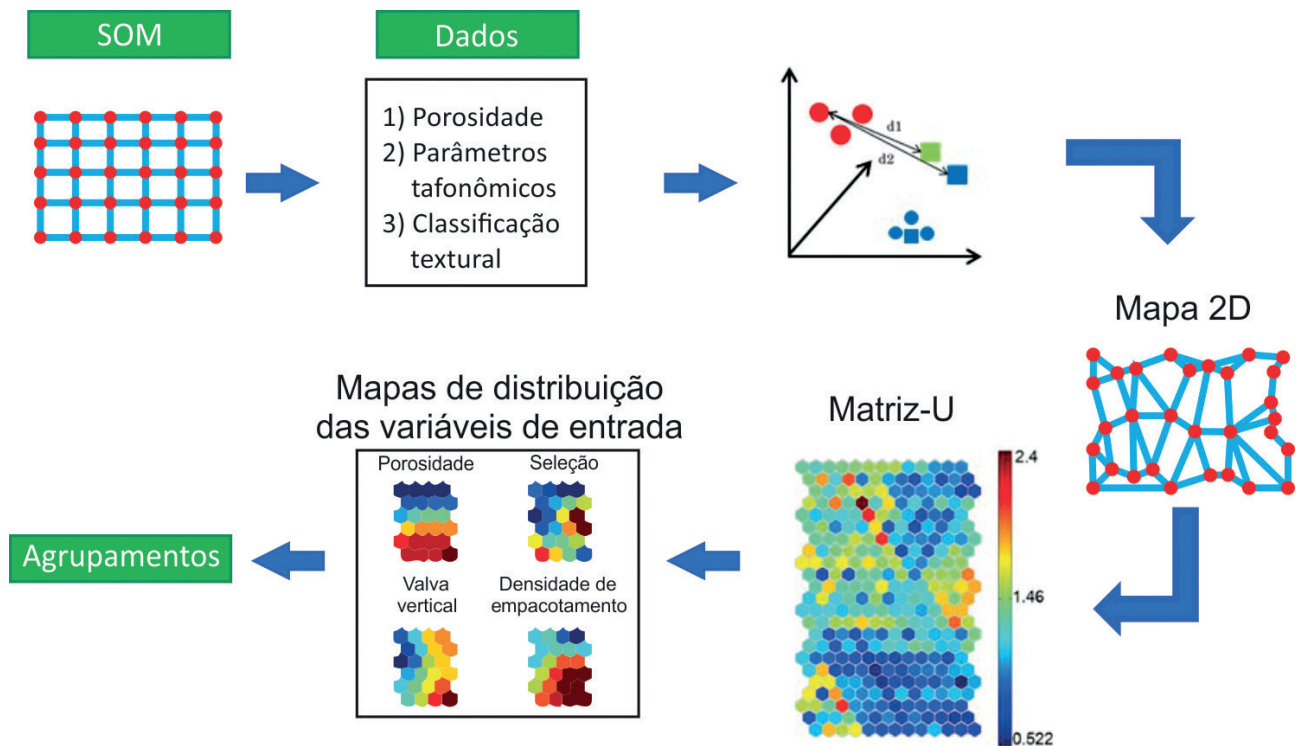 SOM
Dados
1) Porosidade
2) Parâmetros
tafonômicos
3) Classificação
textural
d1
d2
Mapa 2D
Matriz-U
2.4
1.46
0.522
Mapas de distribuição
das variáveis de entrada
Porosidade
Seleção
Valva
vertical
Densidade de
empacotamento
Agrupamentos